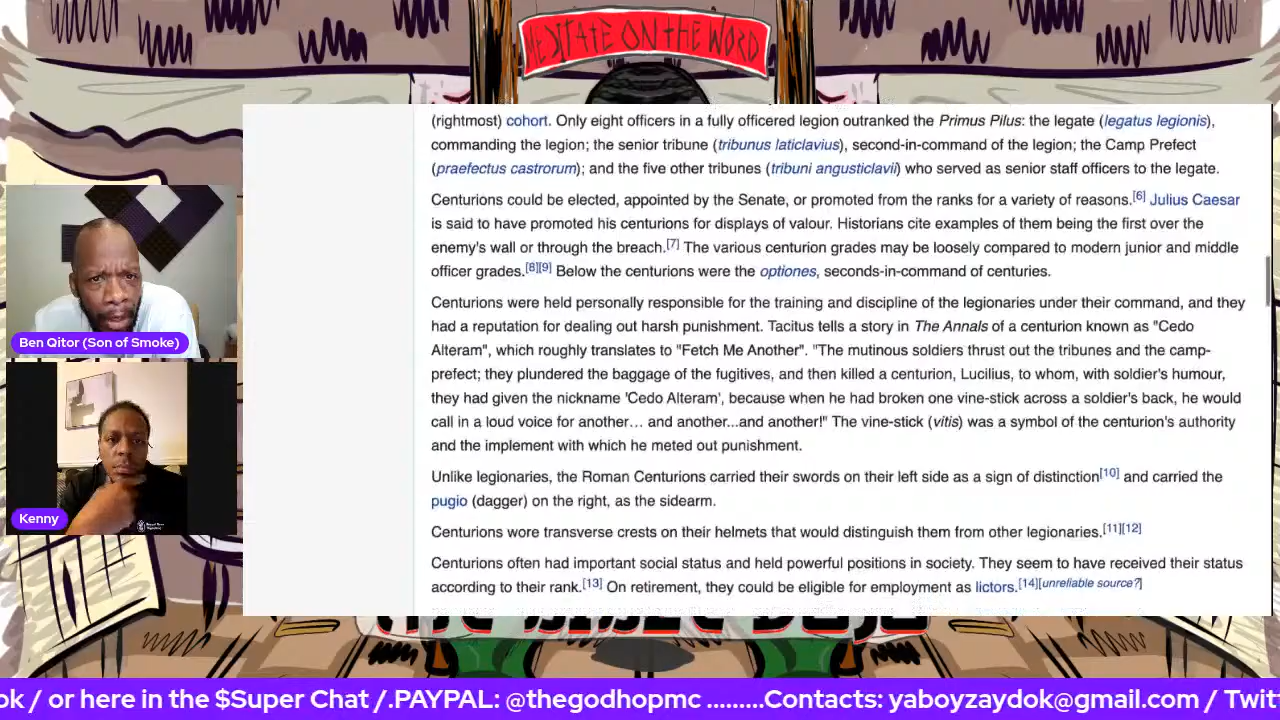 MEDITATE ON THE WORD
(rightmost) cohort. Only eight officers in a fully officered legion outranked the Primus Pilus: the legate (legatus legionis),
commanding the legion; the senior tribune (tribunus laticlavius), second-in-command of the legion; the Camp Prefect
(praefectus castrorum); and the five other tribunes (tribuni angusticlavii) who served as senior staff officers to the legate.
Centurions could be elected, appointed by the Senate, or promoted from the ranks for a variety of reasons.[6] Julius Caesar
is said to have promoted his centurions for displays of valour. Historians cite examples of them being the first over the
enemy's wall or through the breach.[7] The various centurion grades may be loosely compared to modern junior and middle
officer grades.[8][9] Below the centurions were the optiones, seconds-in-command of centuries.
Centurions were held personally responsible for the training and discipline of the legionaries under their command, and they
had a reputation for dealing out harsh punishment. Tacitus tells a story in The Annals of a centurion known as "Cedo
Alteram", which roughly translates to "Fetch Me Another". "The mutinous soldiers thrust out the tribunes and the camp-
prefect; they plundered the baggage of the fugitives, and then killed a centurion, Lucilius, to whom, with soldier's humour,
they had given the nickname 'Cedo Alteram', because when he had broken one vine-stick across a soldier's back, he would
call in a loud voice for another… and another...and another!" The vine-stick (vitis) was a symbol of the centurion's authority
and the implement with which he meted out punishment.
Unlike legionaries, the Roman Centurions carried their swords on their left side as a sign of distinction[10] and carried the
pugio (dagger) on the right, as the sidearm.
Centurions wore transverse crests on their helmets that would distinguish them from other legionaries.[11][12]
Centurions often had important social status and held powerful positions in society. They seem to have received their status
according to their rank.[13] On retirement, they could be eligible for employment as lictors.[14][unreliable source?]
Ben Qitor (Son of Smoke)
Kenny
ok / or here in the $Super Chat /.PAYPAL: @thegodhopmc .........Contacts: yaboyzaydok@gmail.com / Twit